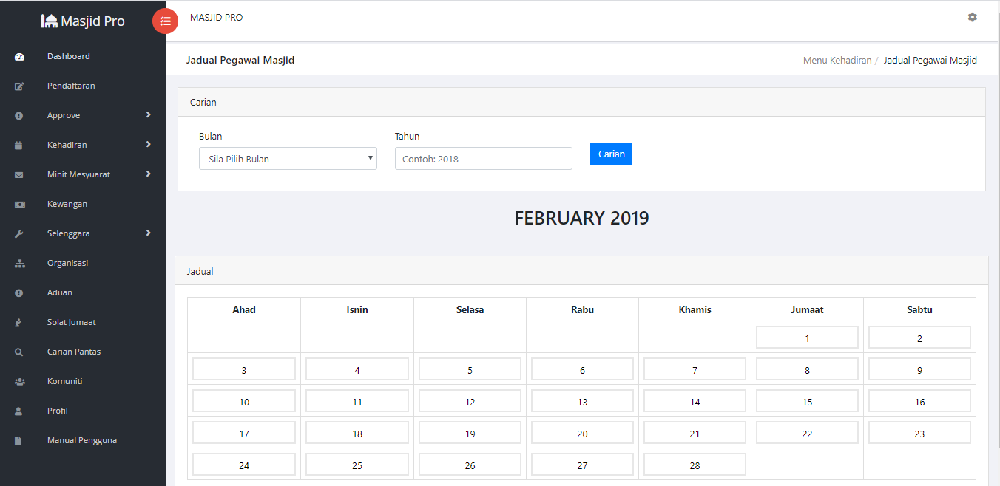 Masjid Pro
MASJID PRO
Dashboard
Pendaftaran
Approve
Kehadiran
Minit Mesyuarat
Kewangan
Selenggara
Organisasi
Aduan
Solat Jumaat
Carian Pantas
Komuniti
Profil
Manual Pengguna
Jadual Pegawai Masjid
Menu Kehadiran / Jadual Pegawai Masjid
Carian
Bulan
Sila Pilih Bulan
Tahun
Contoh: 2018
Carian
FEBRUARY 2019
Jadual
Ahad Isnin Selasa Rabu Khamis Jumaat Sabtu
1 2
3 4 5 6 7 8 9
10 11 12 13 14 15 16
17 18 19 20 21 22 23
24 25 26 27 28